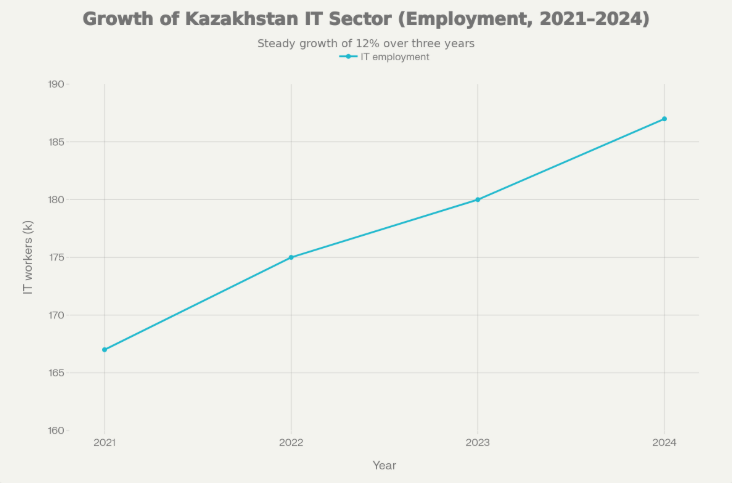 Growth of Kazakhstan IT Sector (Employment, 2021–2024)
Steady growth of 12% over three years
IT employment
190
185
180
175
170
165
160
IT workers (k)
2021 2022 2023 2024
Year